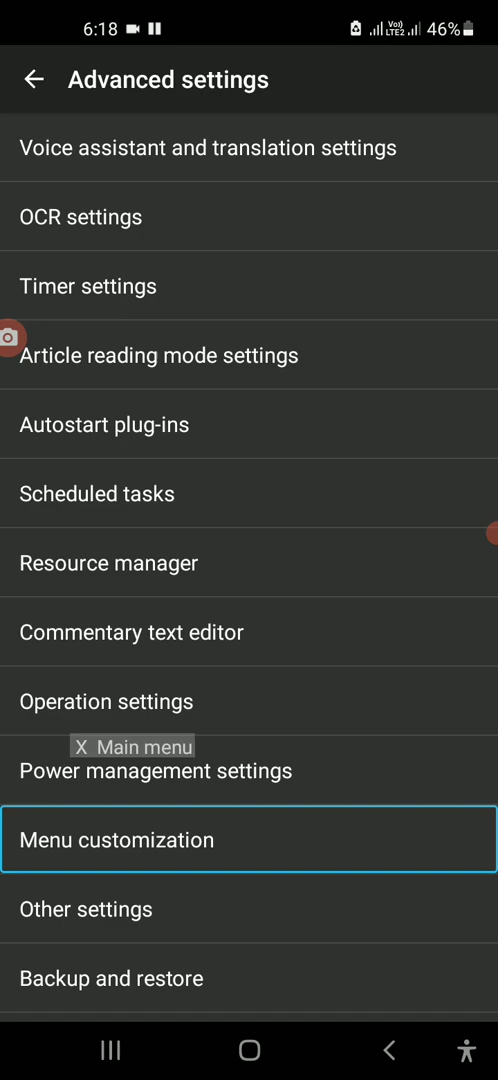 6:18 Vo)) LTE2 46%
Advanced settings
Voice assistant and translation settings
OCR settings
Timer settings
Article reading mode settings
Autostart plug-ins
Scheduled tasks
Resource manager
Commentary text editor
Operation settings
X Main menu
Power management settings
Menu customization
Other settings
Backup and restore